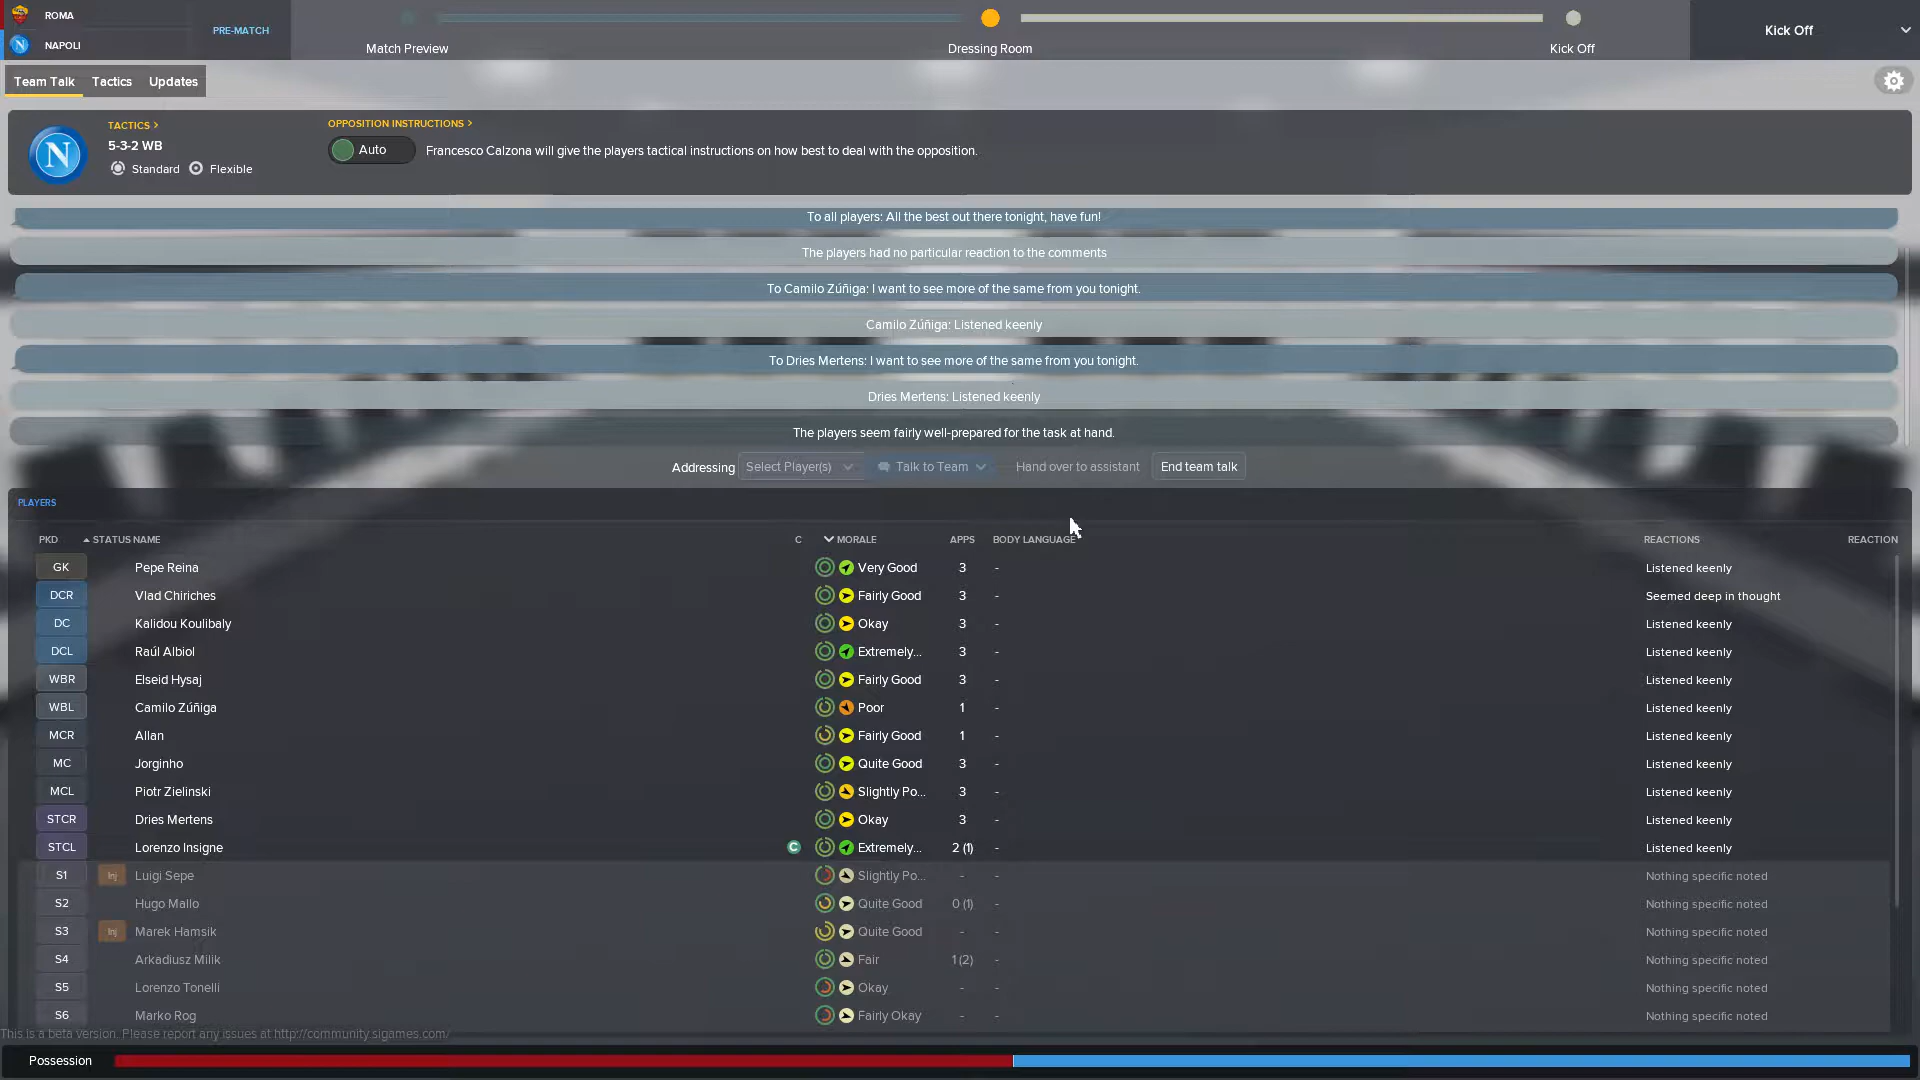 ROMA
NAPOLI
PRE-MATCH
Match Preview
Dressing Room
Kick Off
Kick Off
Team Talk Tactics Updates
TACTICS >
5-3-2 WB
Standard Flexible
OPPOSITION INSTRUCTIONS >
Auto
Francesco Calzona will give the players tactical instructions on how best to deal with the opposition.
To all players: All the best out there tonight, have fun!
The players had no particular reaction to the comments
To Camilo Zúñiga: I want to see more of the same from you tonight.
Camilo Zúñiga: Listened keenly
To Dries Mertens: I want to see more of the same from you tonight.
Dries Mertens: Listened keenly
The players seem fairly well-prepared for the task at hand.
Addressing Select Player(s) Talk to Team Hand over to assistant End team talk
PLAYERS
PKD STATUS NAME C MORALE APPS BODY LANGUAGE REACTIONS REACTION
GK Pepe Reina Very Good 3 - Listened keenly
DCR Vlad Chiriches Fairly Good 3 - Seemed deep in thought
DC Kalidou Koulibaly Okay 3 - Listened keenly
DCL Raúl Albiol Extremely... 3 - Listened keenly
WBR Elseid Hysaj Fairly Good 3 - Listened keenly
WBL Camilo Zúñiga Poor 1 - Listened keenly
MCR Allan Fairly Good 1 - Listened keenly
MC Jorginho Quite Good 3 - Listened keenly
MCL Piotr Zielinski Slightly Po... 3 - Listened keenly
STCR Dries Mertens Okay 3 - Listened keenly
STCL Lorenzo Insigne C Extremely... 2 (1) - Listened keenly
S1 Inj Luigi Sepe Slightly Po... - - Nothing specific noted
S2 Hugo Mallo Quite Good 0 (1) - Nothing specific noted
S3 Inj Marek Hamsik Quite Good - - Nothing specific noted
S4 Arkadiusz Milik Fair 1 (2) - Nothing specific noted
S5 Lorenzo Tonelli Okay - - Nothing specific noted
S6 Marko Rog Fairly Okay - - Nothing specific noted
This is a beta version. Please report any issues at http://community.sigames.com/
Possession